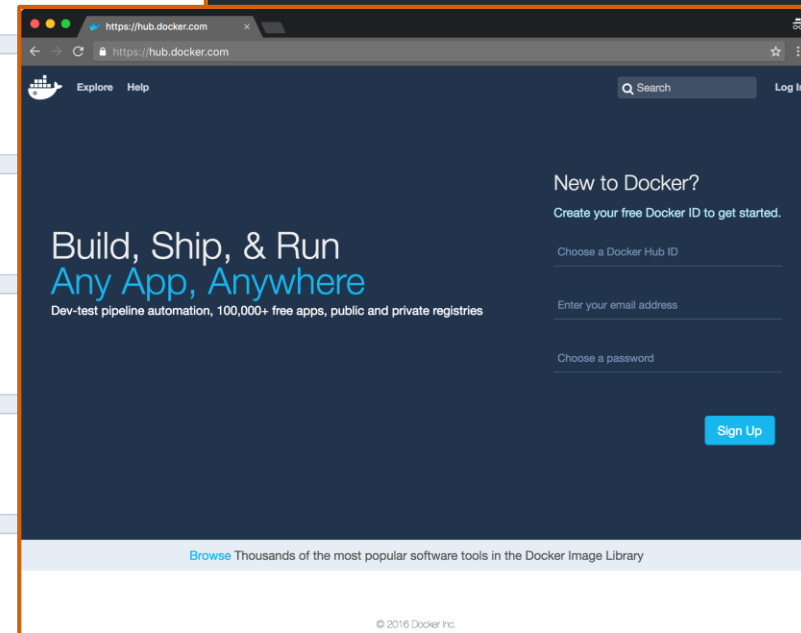 https://hub.docker.com
https://hub.docker.com
Explore Help
Search
Log In
New to Docker?
Create your free Docker ID to get started.
Build, Ship, & Run
Any App, Anywhere
Dev-test pipeline automation, 100,000+ free apps, public and private registries
Choose a Docker Hub ID
Enter your email address
Choose a password
Sign Up
Browse Thousands of the most popular software tools in the Docker Image Library
© 2016 Docker Inc.